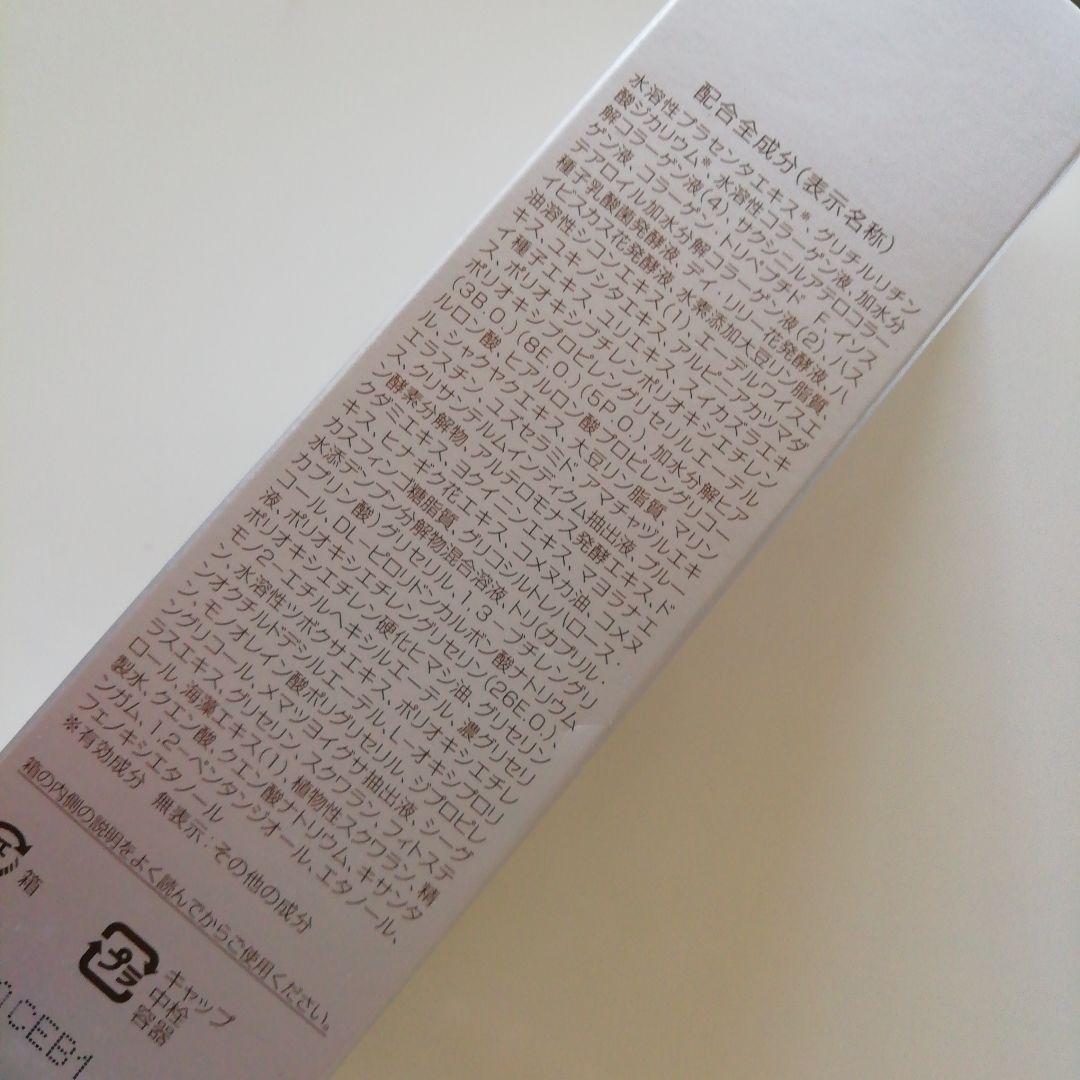 配合全成分(表示名称)
水溶性プラセンタエキス※、グリチルリチン
酸ジカリウム※、水溶性コラーゲン液、加水分
解コラーゲン液(4)、サクシニルアテロコラー
ゲン液、コラーゲン・トリペプチド F、イソス
テアロイル加水分解コラーゲン液(2)、ハス
種子乳酸菌発酵液、デイ・リリー花発酵液、ハ
イビスカス花発酵液、水素添加大豆リン脂質、
油溶性シコンエキス(1)、エーデルワイスエ
キス、ユキノシタエキス、アルピニアカツマダ
イ種子エキス、ユリエキス、スイカズラエキ
ス、ポリオキシブチレンポリオキシエチレン
ポリオキシプロピレングリセリルエーテル
(3B.O.)(8E.O.)(5P.O.)、加水分解ヒア
ルロン酸、ヒアルロン酸プロピレングリコー
ル、シャクヤクエキス、大豆リン脂質、マリン
エラスチン、ユズセラミド、アマチャヅルエキ
ス、クリサンテルムインディクム抽出液、プルーン
酵素分解物、アルテロモナス発酵エキス、ド
クダミエキス、ヨクイニンエキス、マヨラナエ
キス、ヒナギク花エキス、コメヌカ油、コメヌ
カスフィンゴ糖脂質、グリコシルトレハロース・
水添デンプン分解物混合溶液、トリ(カプリル・
カプリン酸)グリセリル、1,3-ブチレングリ
コール、DL-ピロリドンカルボン酸ナトリウム
液、ポリオキシエチレングリセリン(26E.O.)、
ポリオキシエチレン硬化ヒマシ油、グリセリン
モノ2-エチルヘキシルエーテル、濃グリセリ
ン、水溶性ツボクサエキス、ポリオキシエチレ
ンオクチルドデシルエーテル、L-オキシプロリ
ン、モノオレイン酸ポリグリセリル、ジプロピレ
ングリコール、メマツヨイグサ抽出液、シーグ
ラスエキス、グリセリン、スクワラン、フィトステ
ロール、海藻エキス(1)、植物性スクワラン、精
製水、クエン酸、クエン酸ナトリウム、キサンタ
ンガム、1,2-ペンタンジオール、エタノール、
フェノキシエタノール
※有効成分 無表示:その他の成分
箱の内側の説明をよく読んでからご使用ください。
箱
プラ
キャップ
中栓
容器
CEB1